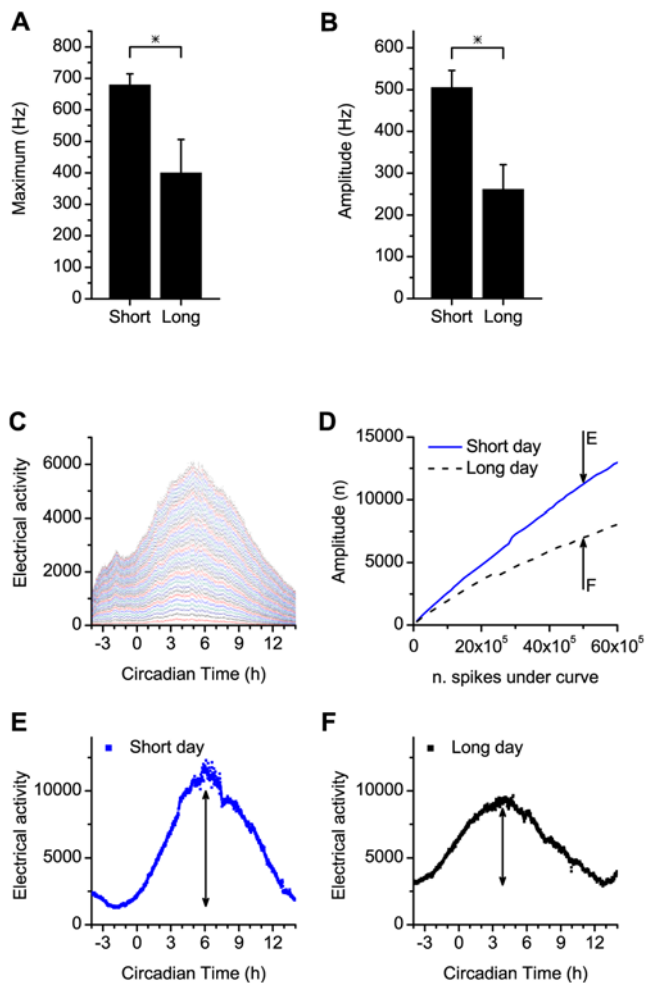 A
Maximum (Hz)
800
700
600
500
400
300
200
100
0
*
Short Long
B
Amplitude (Hz)
600
500
400
300
200
100
0
*
Short Long
C
Electrical activity
6000
4000
2000
0
-3 0 3 6 9 12
Circadian Time (h)
D
Amplitude (n)
15000
10000
5000
0
Short day
Long day
E
F
0 20x10⁵ 40x10⁵ 60x10⁵
n. spikes under curve
E
Short day
Electrical activity
10000
5000
0
-3 0 3 6 9 12
Circadian Time (h)
F
Long day
Electrical activity
10000
5000
0
-3 0 3 6 9 12
Circadian Time (h)